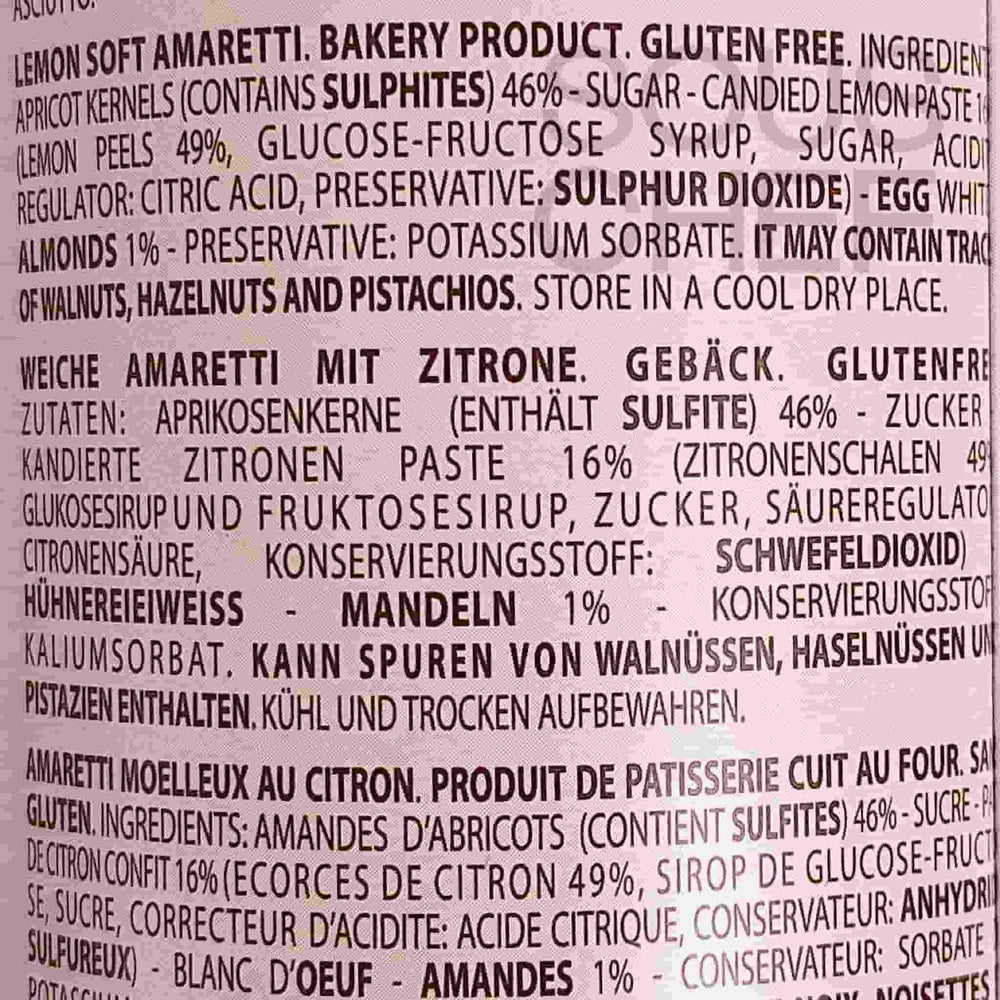 ASCIUTTO.
LEMON SOFT AMARETTI. BAKERY PRODUCT. GLUTEN FREE. INGREDIENT
APRICOT KERNELS (CONTAINS SULPHITES) 46% - SUGAR - CANDIED LEMON PASTE 16
(LEMON PEELS 49%, GLUCOSE-FRUCTOSE SYRUP, SUGAR, ACIDI
REGULATOR: CITRIC ACID, PRESERVATIVE: SULPHUR DIOXIDE) - EGG WHIT
ALMONDS 1% - PRESERVATIVE: POTASSIUM SORBATE. IT MAY CONTAIN TRAC
OF WALNUTS, HAZELNUTS AND PISTACHIOS. STORE IN A COOL DRY PLACE.
WEICHE AMARETTI MIT ZITRONE. GEBÄCK. GLUTENFRE
ZUTATEN: APRIKOSENKERNE (ENTHÄLT SULFITE) 46% - ZUCKER
KANDIERTE ZITRONEN PASTE 16% (ZITRONENSCHALEN 49
GLUKOSESIRUP UND FRUKTOSESIRUP, ZUCKER, SÄUREREGULATO
CITRONENSÄURE, KONSERVIERUNGSSTOFF: SCHWEFELDIOXID)
HÜHNEREIEIWEISS - MANDELN 1% - KONSERVIERUNGSSTOF
KALIUMSORBAT. KANN SPUREN VON WALNÜSSEN, HASELNÜSSEN UN
PISTAZIEN ENTHALTEN. KÜHL UND TROCKEN AUFBEWAHREN.
AMARETTI MOELLEUX AU CITRON. PRODUIT DE PATISSERIE CUIT AU FOUR. SA
GLUTEN. INGREDIENTS: AMANDES D'ABRICOTS (CONTIENT SULFITES) 46% - SUCRE - PA
DE CITRON CONFIT 16% (ECORCES DE CITRON 49%, SIROP DE GLUCOSE-FRUCT
SE, SUCRE, CORRECTEUR D'ACIDITE: ACIDE CITRIQUE, CONSERVATEUR: ANHYDRI
SULFUREUX) - BLANC D'OEUF - AMANDES 1% - CONSERVATEUR: SORBATE
NOISETTES